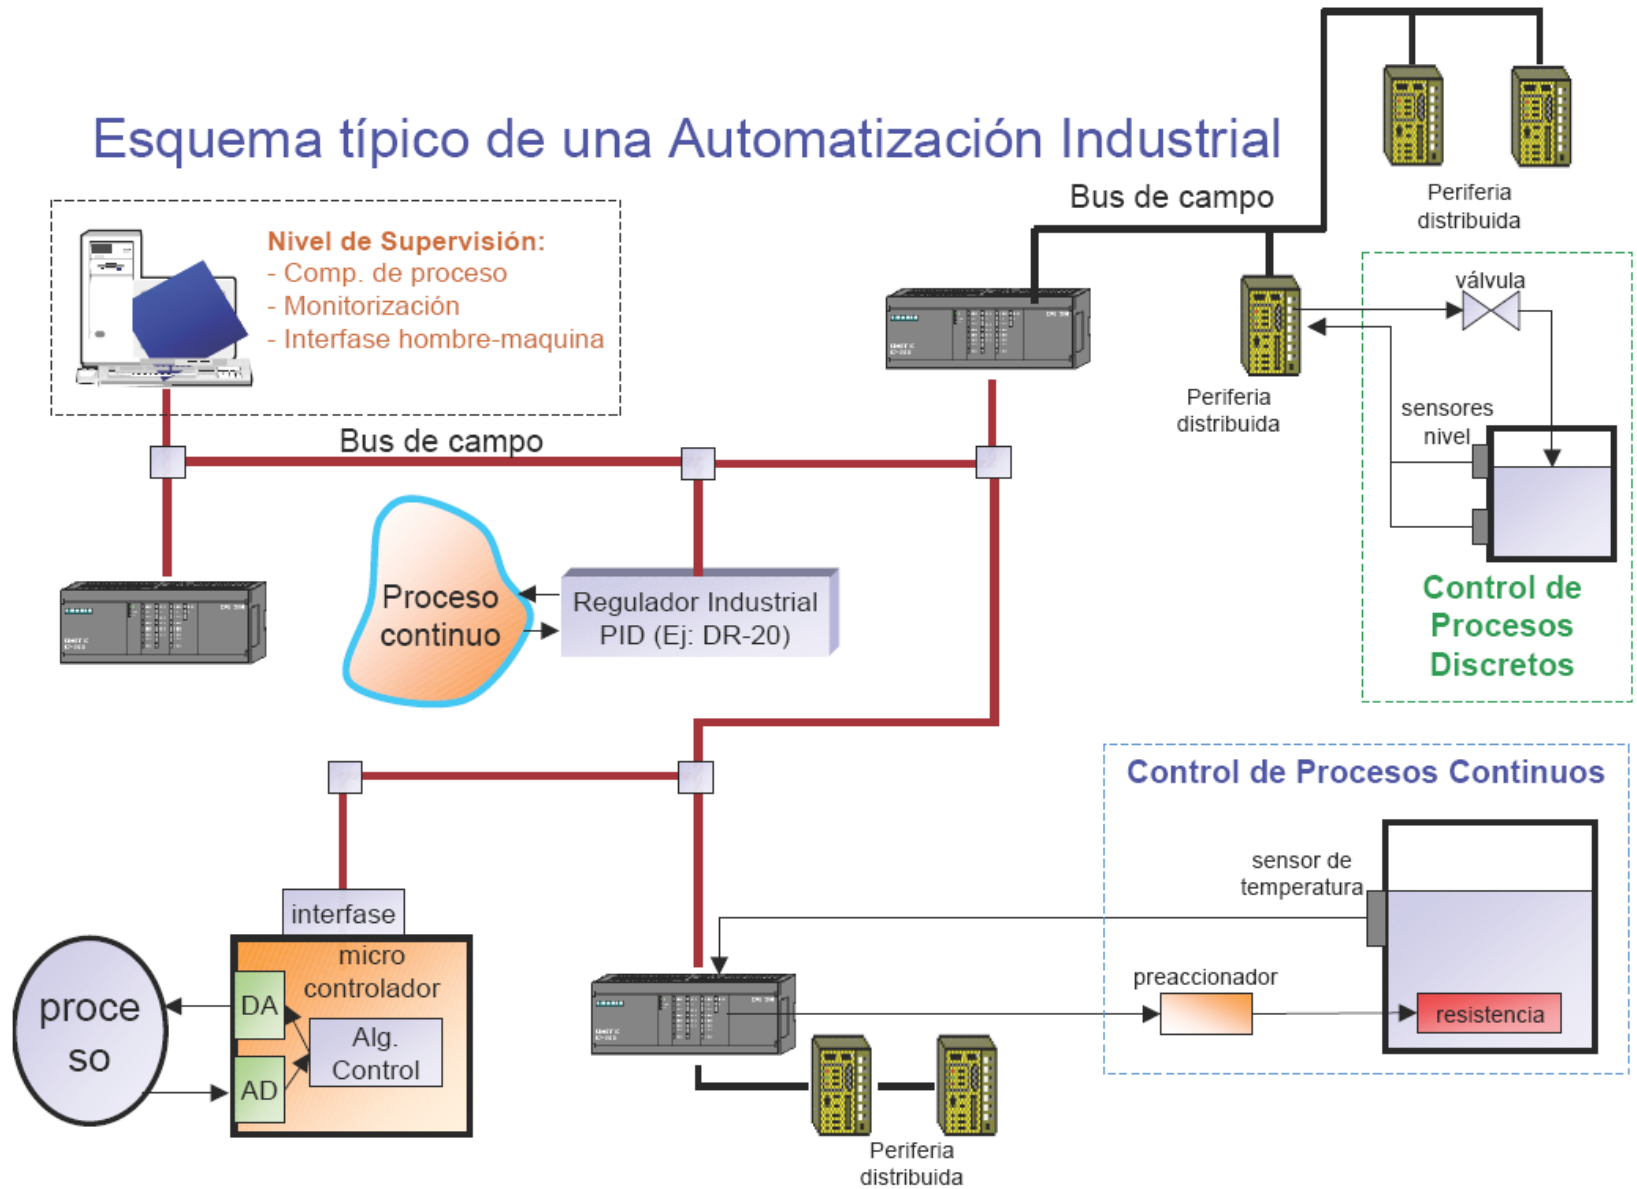 Esquema típico de una Automatización Industrial
Bus de campo
Periferia
distribuida
Nivel de Supervisión:
- Comp. de proceso
- Monitorización
- Interfase hombre-maquina
válvula
Periferia
distribuida
sensores
nivel
Bus de campo
Control de
Procesos
Discretos
Proceso
continuo
Regulador Industrial
PID (Ej: DR-20)
Control de Procesos Continuos
sensor de
temperatura
interfase
micro
controlador
preaccionador
resistencia
proce
so
DA
Alg.
Control
AD
Periferia
distribuida